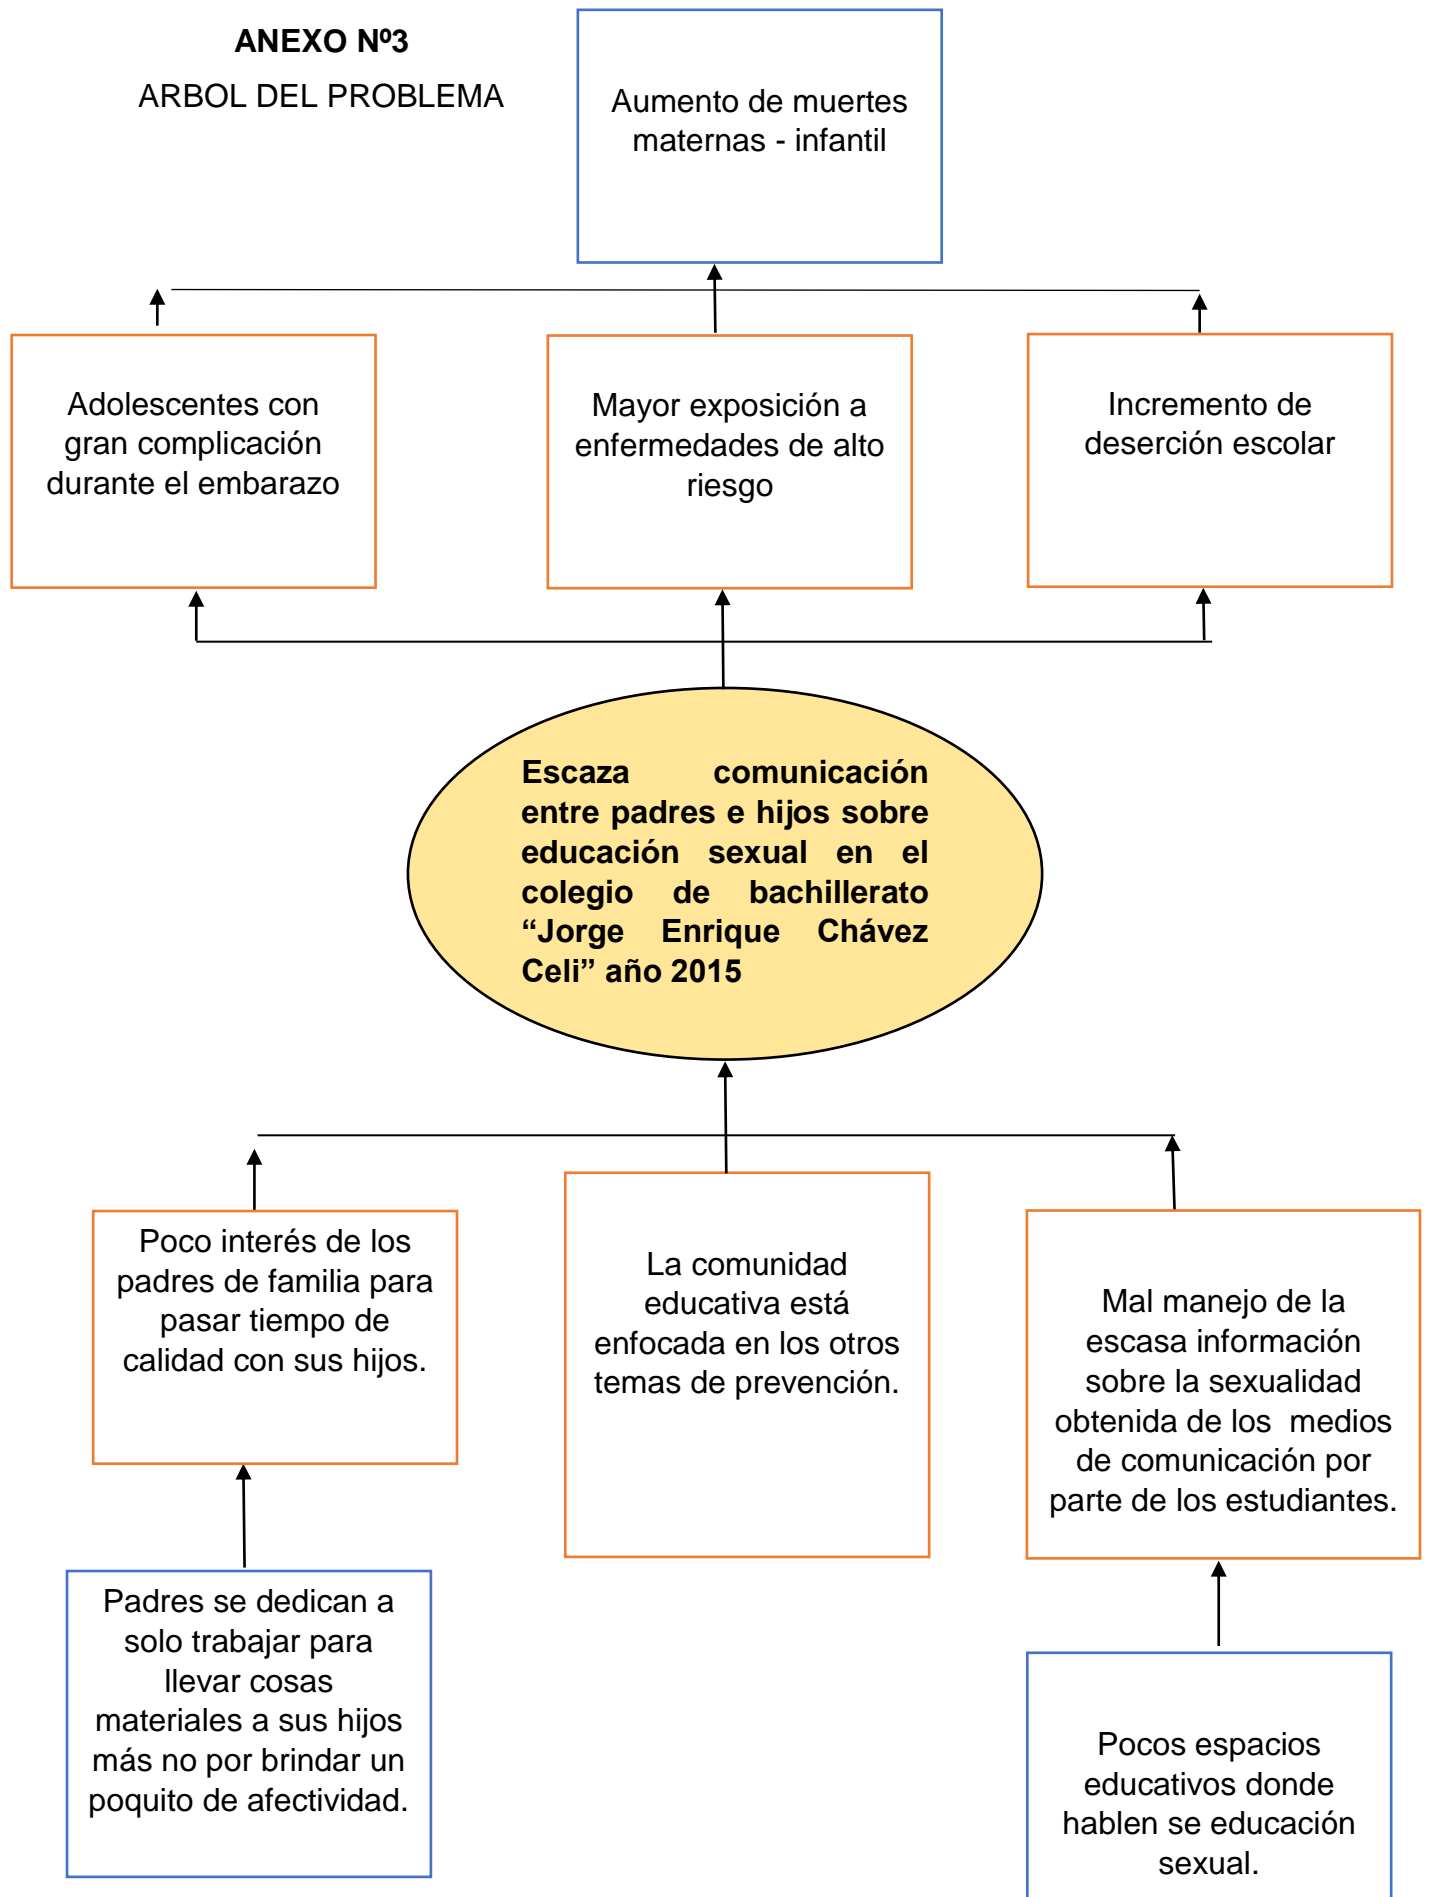 ANEXO Nº3
ARBOL DEL PROBLEMA
Aumento de muertes
maternas - infantil
Adolescentes con
gran complicación
durante el embarazo
Mayor exposición a
enfermedades de alto
riesgo
Incremento de
deserción escolar
Escaza comunicación
entre padres e hijos sobre
educación sexual en el
colegio de bachillerato
“Jorge Enrique Chávez
Celi” año 2015
Poco interés de los
padres de familia para
pasar tiempo de
calidad con sus hijos.
La comunidad
educativa está
enfocada en los otros
temas de prevención.
Mal manejo de la
escasa información
sobre la sexualidad
obtenida de los  medios
de comunicación por
parte de los estudiantes.
Padres se dedican a
solo trabajar para
llevar cosas
materiales a sus hijos
más no por brindar un
poquito de afectividad.
Pocos espacios
educativos donde
hablen se educación
sexual.